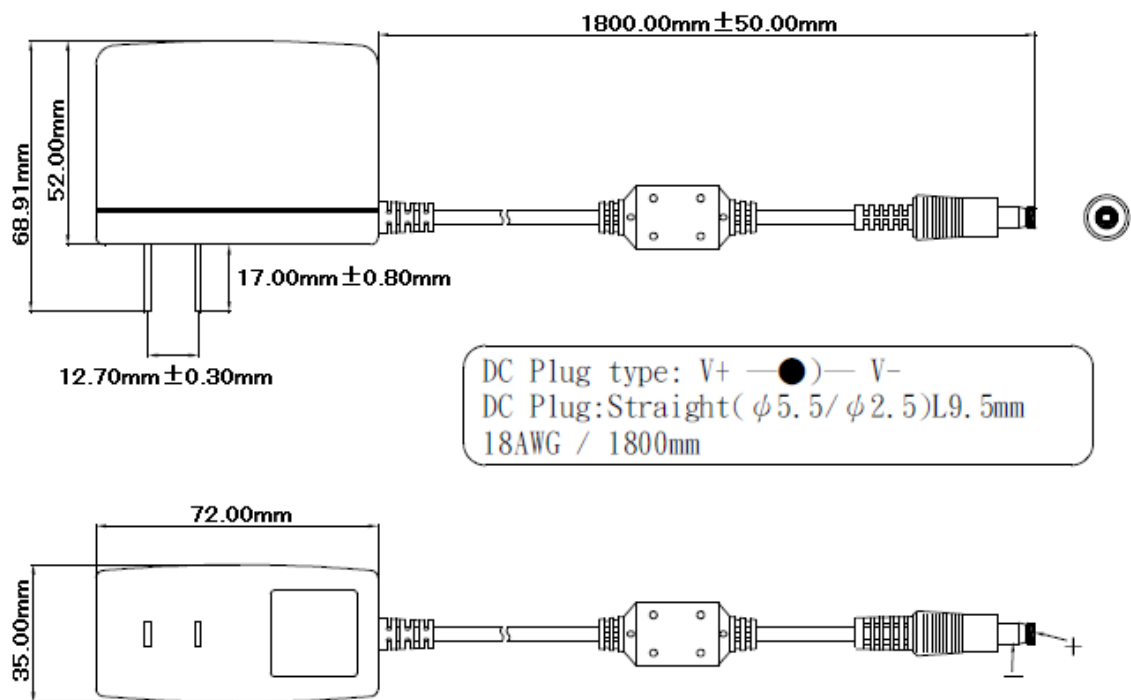 1800.00mm±50.00mm
68.91mm
52.00mm
17.00mm±0.80mm
12.70mm±0.30mm
DC Plug type: V+ —●)— V-
DC Plug:Straight(φ5.5/φ2.5)L9.5mm
18AWG / 1800mm
72.00mm
35.00mm
+
—